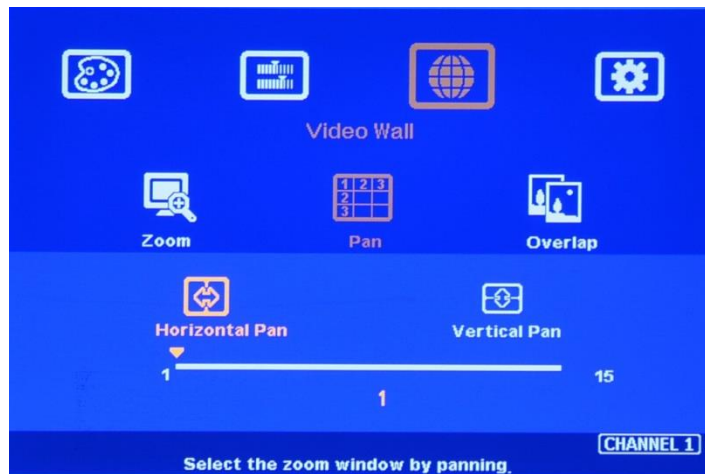 Video Wall
1 2 3
2
3
Zoom
Pan
Overlap
Horizontal Pan
Vertical Pan
1
15
1
CHANNEL 1
Select the zoom window by panning.